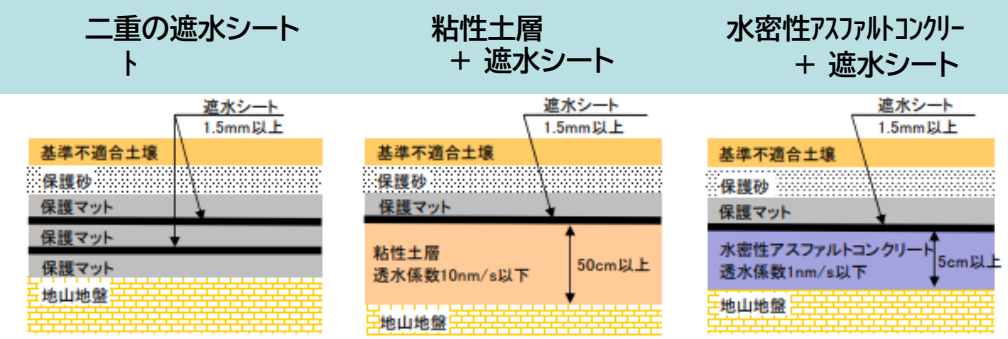 二重の遮水シート
ト
粘性土層
+ 遮水シート
水密性ｱｽﾌｧﾙﾄｺﾝｸﾘｰ
+ 遮水シート
遮水シート
1.5mm以上
基準不適合土壌
保護砂
保護マット
保護マット
保護マット
地山地盤
遮水シート
1.5mm以上
基準不適合土壌
保護砂
保護マット
粘性土層
透水係数10nm/s以下
50cm以上
地山地盤
遮水シート
1.5mm以上
基準不適合土壌
保護砂
保護マット
水密性アスファルトコンクリート
透水係数1nm/s以下
5cm以上
地山地盤